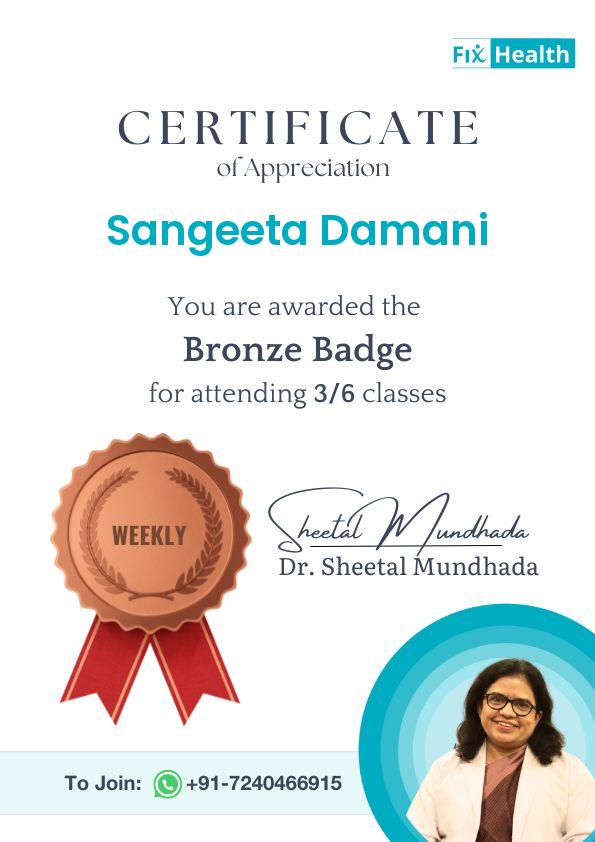 Fix Health
CERTIFICATE
of Appreciation
Sangeeta Damani
You are awarded the
Bronze Badge
for attending 3/6 classes
WEEKLY
Sheetal Mundhada
Dr. Sheetal Mundhada
To Join: +91-7240466915